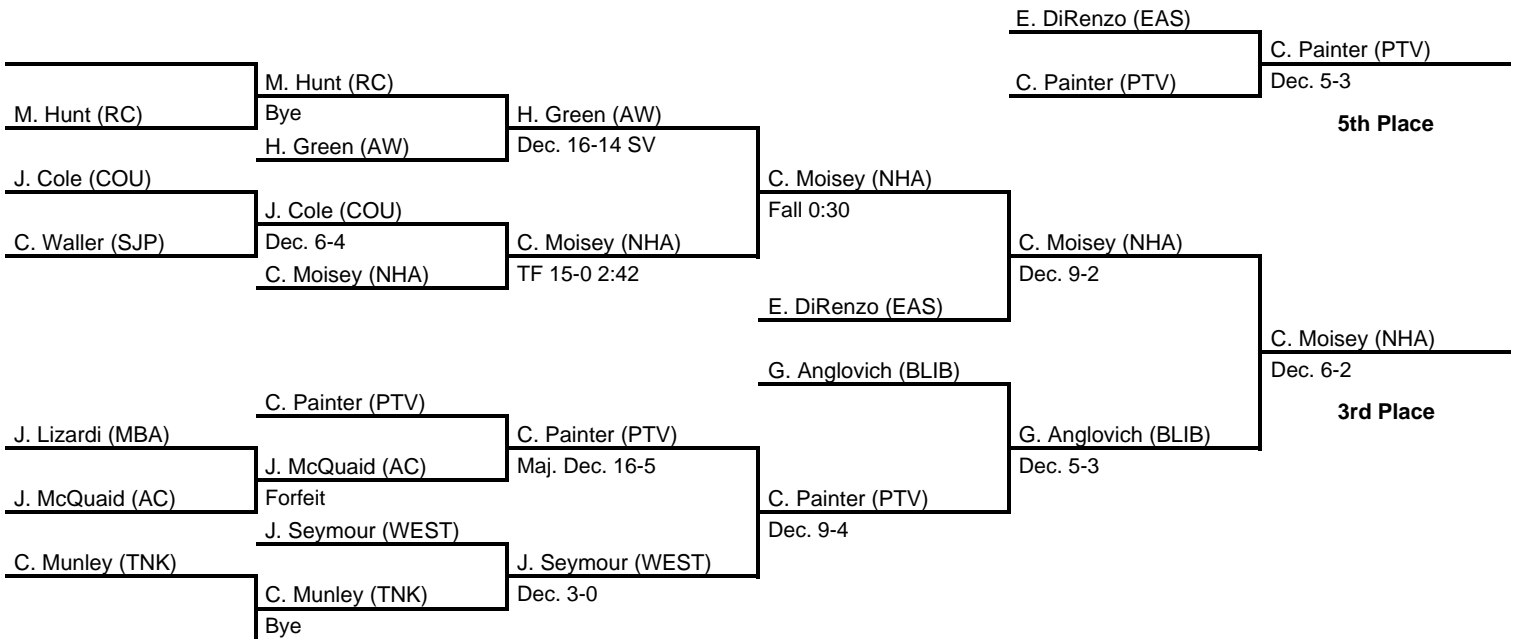 E. DiRenzo (EAS)
C. Painter (PTV)
M. Hunt (RC)
C. Painter (PTV)
Dec. 5-3
M. Hunt (RC)
Bye
H. Green (AW)
5th Place
H. Green (AW)
Dec. 16-14 SV
J. Cole (COU)
C. Moisey (NHA)
J. Cole (COU)
Fall 0:30
C. Waller (SJP)
Dec. 6-4
C. Moisey (NHA)
C. Moisey (NHA)
C. Moisey (NHA)
TF 15-0 2:42
Dec. 9-2
E. DiRenzo (EAS)
C. Moisey (NHA)
G. Anglovich (BLIB)
Dec. 6-2
C. Painter (PTV)
3rd Place
J. Lizardi (MBA)
C. Painter (PTV)
G. Anglovich (BLIB)
J. McQuaid (AC)
Maj. Dec. 16-5
Dec. 5-3
J. McQuaid (AC)
Forfeit
C. Painter (PTV)
J. Seymour (WEST)
Dec. 9-4
C. Munley (TNK)
J. Seymour (WEST)
C. Munley (TNK)
Dec. 3-0
Bye